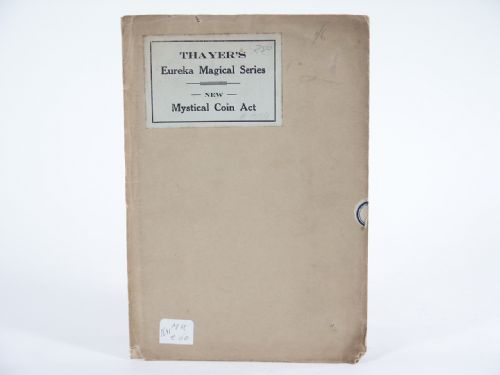 THAYER'S
Eureka Magical Series
— NEW —
Mystical Coin Act